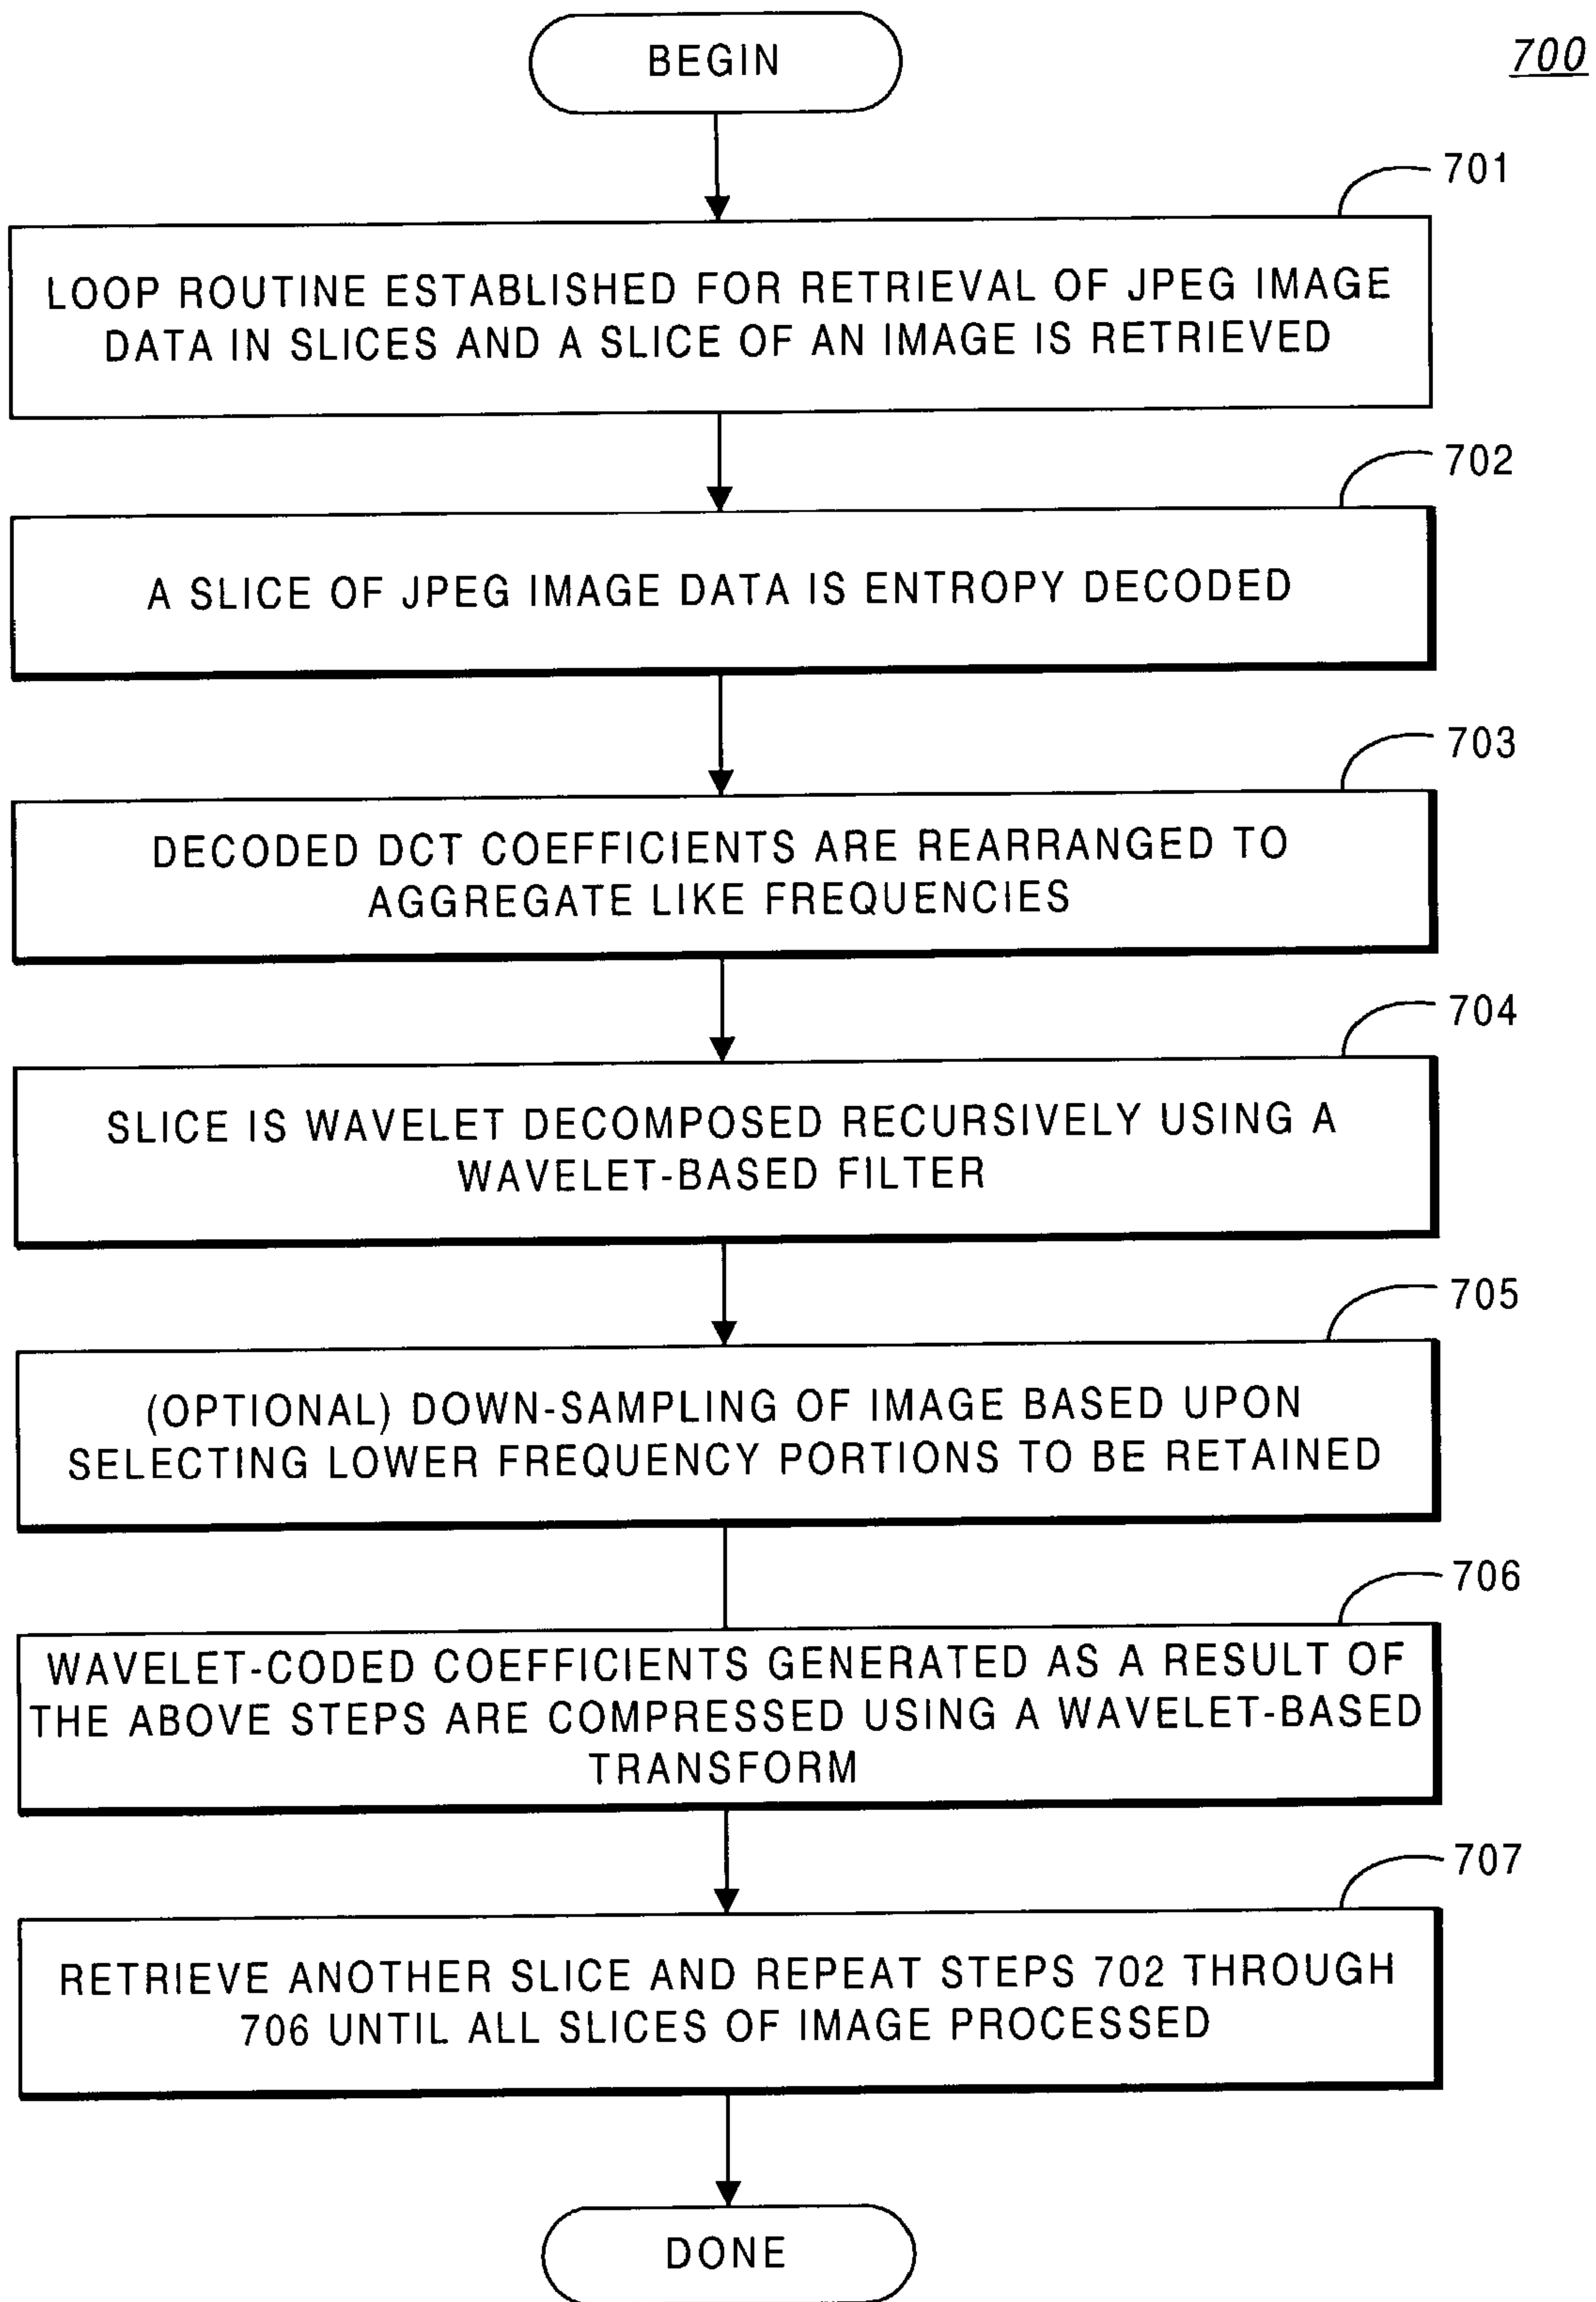 BEGIN
700
701
LOOP ROUTINE ESTABLISHED FOR RETRIEVAL OF JPEG IMAGE
DATA IN SLICES AND A SLICE OF AN IMAGE IS RETRIEVED
702
A SLICE OF JPEG IMAGE DATA IS ENTROPY DECODED
703
DECODED DCT COEFFICIENTS ARE REARRANGED TO
AGGREGATE LIKE FREQUENCIES
704
SLICE IS WAVELET DECOMPOSED RECURSIVELY USING A
WAVELET-BASED FILTER
705
(OPTIONAL) DOWN-SAMPLING OF IMAGE BASED UPON
SELECTING LOWER FREQUENCY PORTIONS TO BE RETAINED
706
WAVELET-CODED COEFFICIENTS GENERATED AS A RESULT OF
THE ABOVE STEPS ARE COMPRESSED USING A WAVELET-BASED
TRANSFORM
707
RETRIEVE ANOTHER SLICE AND REPEAT STEPS 702 THROUGH
706 UNTIL ALL SLICES OF IMAGE PROCESSED
DONE